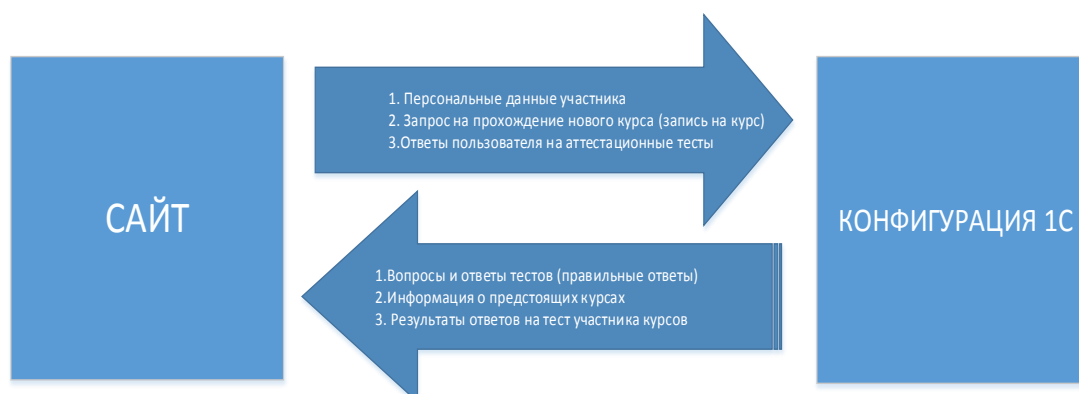 САЙТ
1. Персональные данные участника
2. Запрос на прохождение нового курса (запись на курс)
3.Ответы пользователя на аттестационные тесты
1.Вопросы и ответы тестов (правильные ответы)
2.Информация о предстоящих курсах
3. Результаты ответов на тест участника курсов
КОНФИГУРАЦИЯ 1С